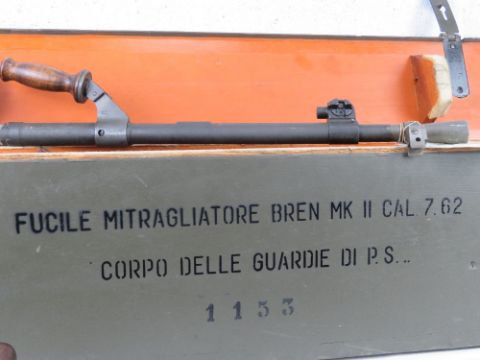 FUCILE MITRAGLIATORE BREN MK II CAL. 7.62
CORPO DELLE GUARDIE DI P.S...
1153